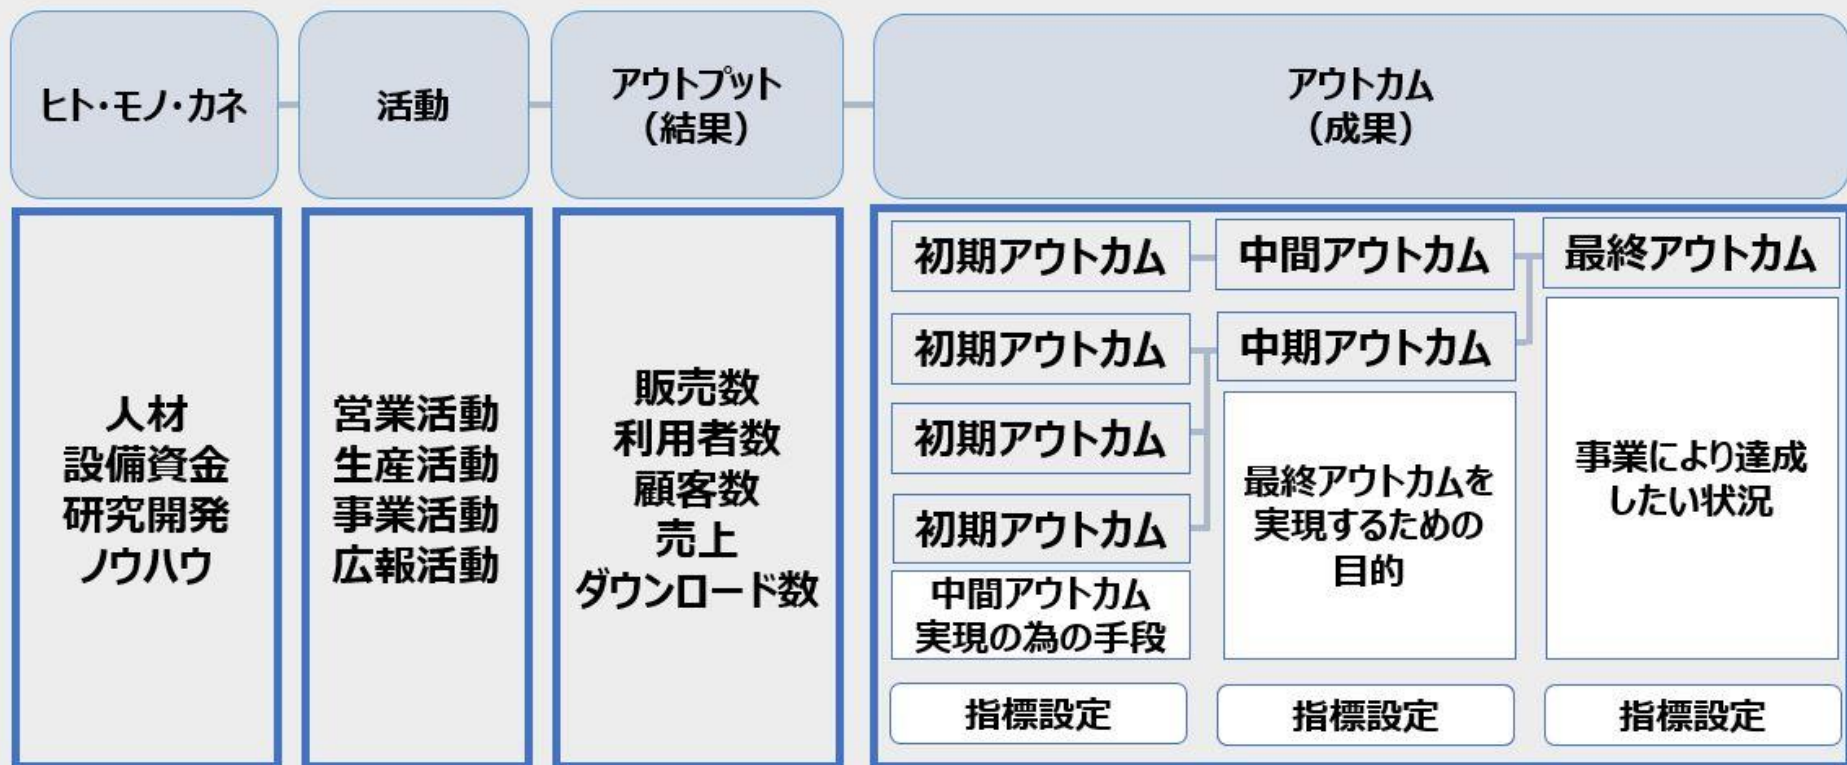 ヒト・モノ・カネ
活動
アウトプット
(結果)
アウトカム
(成果)
人材
設備資金
研究開発
ノウハウ
営業活動
生産活動
事業活動
広報活動
販売数
利用者数
顧客数
売上
ダウンロード数
初期アウトカム
初期アウトカム
初期アウトカム
初期アウトカム
中間アウトカム
実現の為の手段
指標設定
中間アウトカム
中期アウトカム
最終アウトカムを
実現するための
目的
指標設定
最終アウトカム
事業により達成
したい状況
指標設定